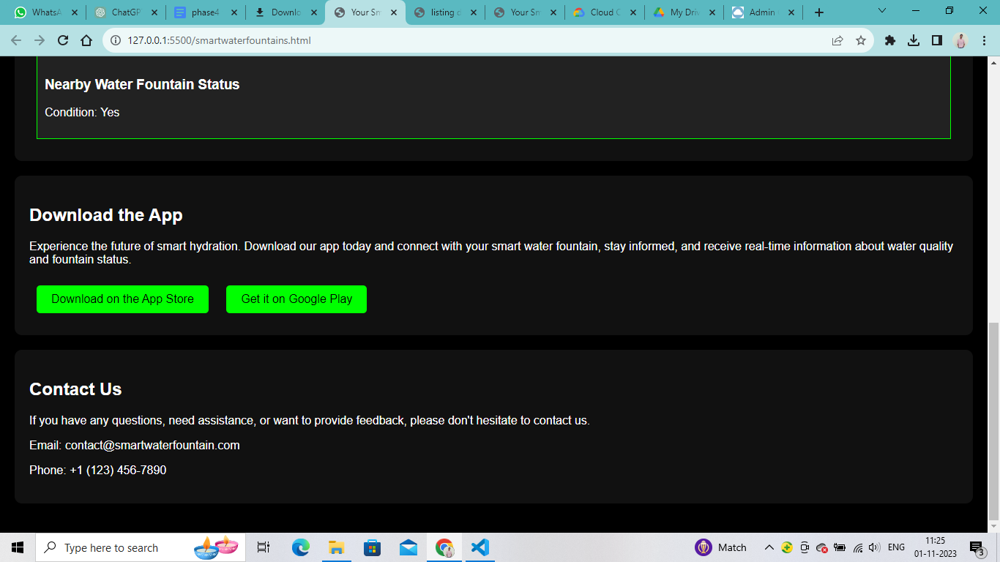 WhatsA
ChatGP
phase4
Downlo
Your Sm
listing o
Your Sm
Cloud C
My Driv
Admin
127.0.0.1:5500/smartwaterfountains.html
Nearby Water Fountain Status
Condition: Yes
Download the App
Experience the future of smart hydration. Download our app today and connect with your smart water fountain, stay informed, and receive real-time information about water quality
and fountain status.
Download on the App Store
Get it on Google Play
Contact Us
If you have any questions, need assistance, or want to provide feedback, please don't hesitate to contact us.
Email: contact@smartwaterfountain.com
Phone: +1 (123) 456-7890
Type here to search
Match
ENG
11:25
01-11-2023
3